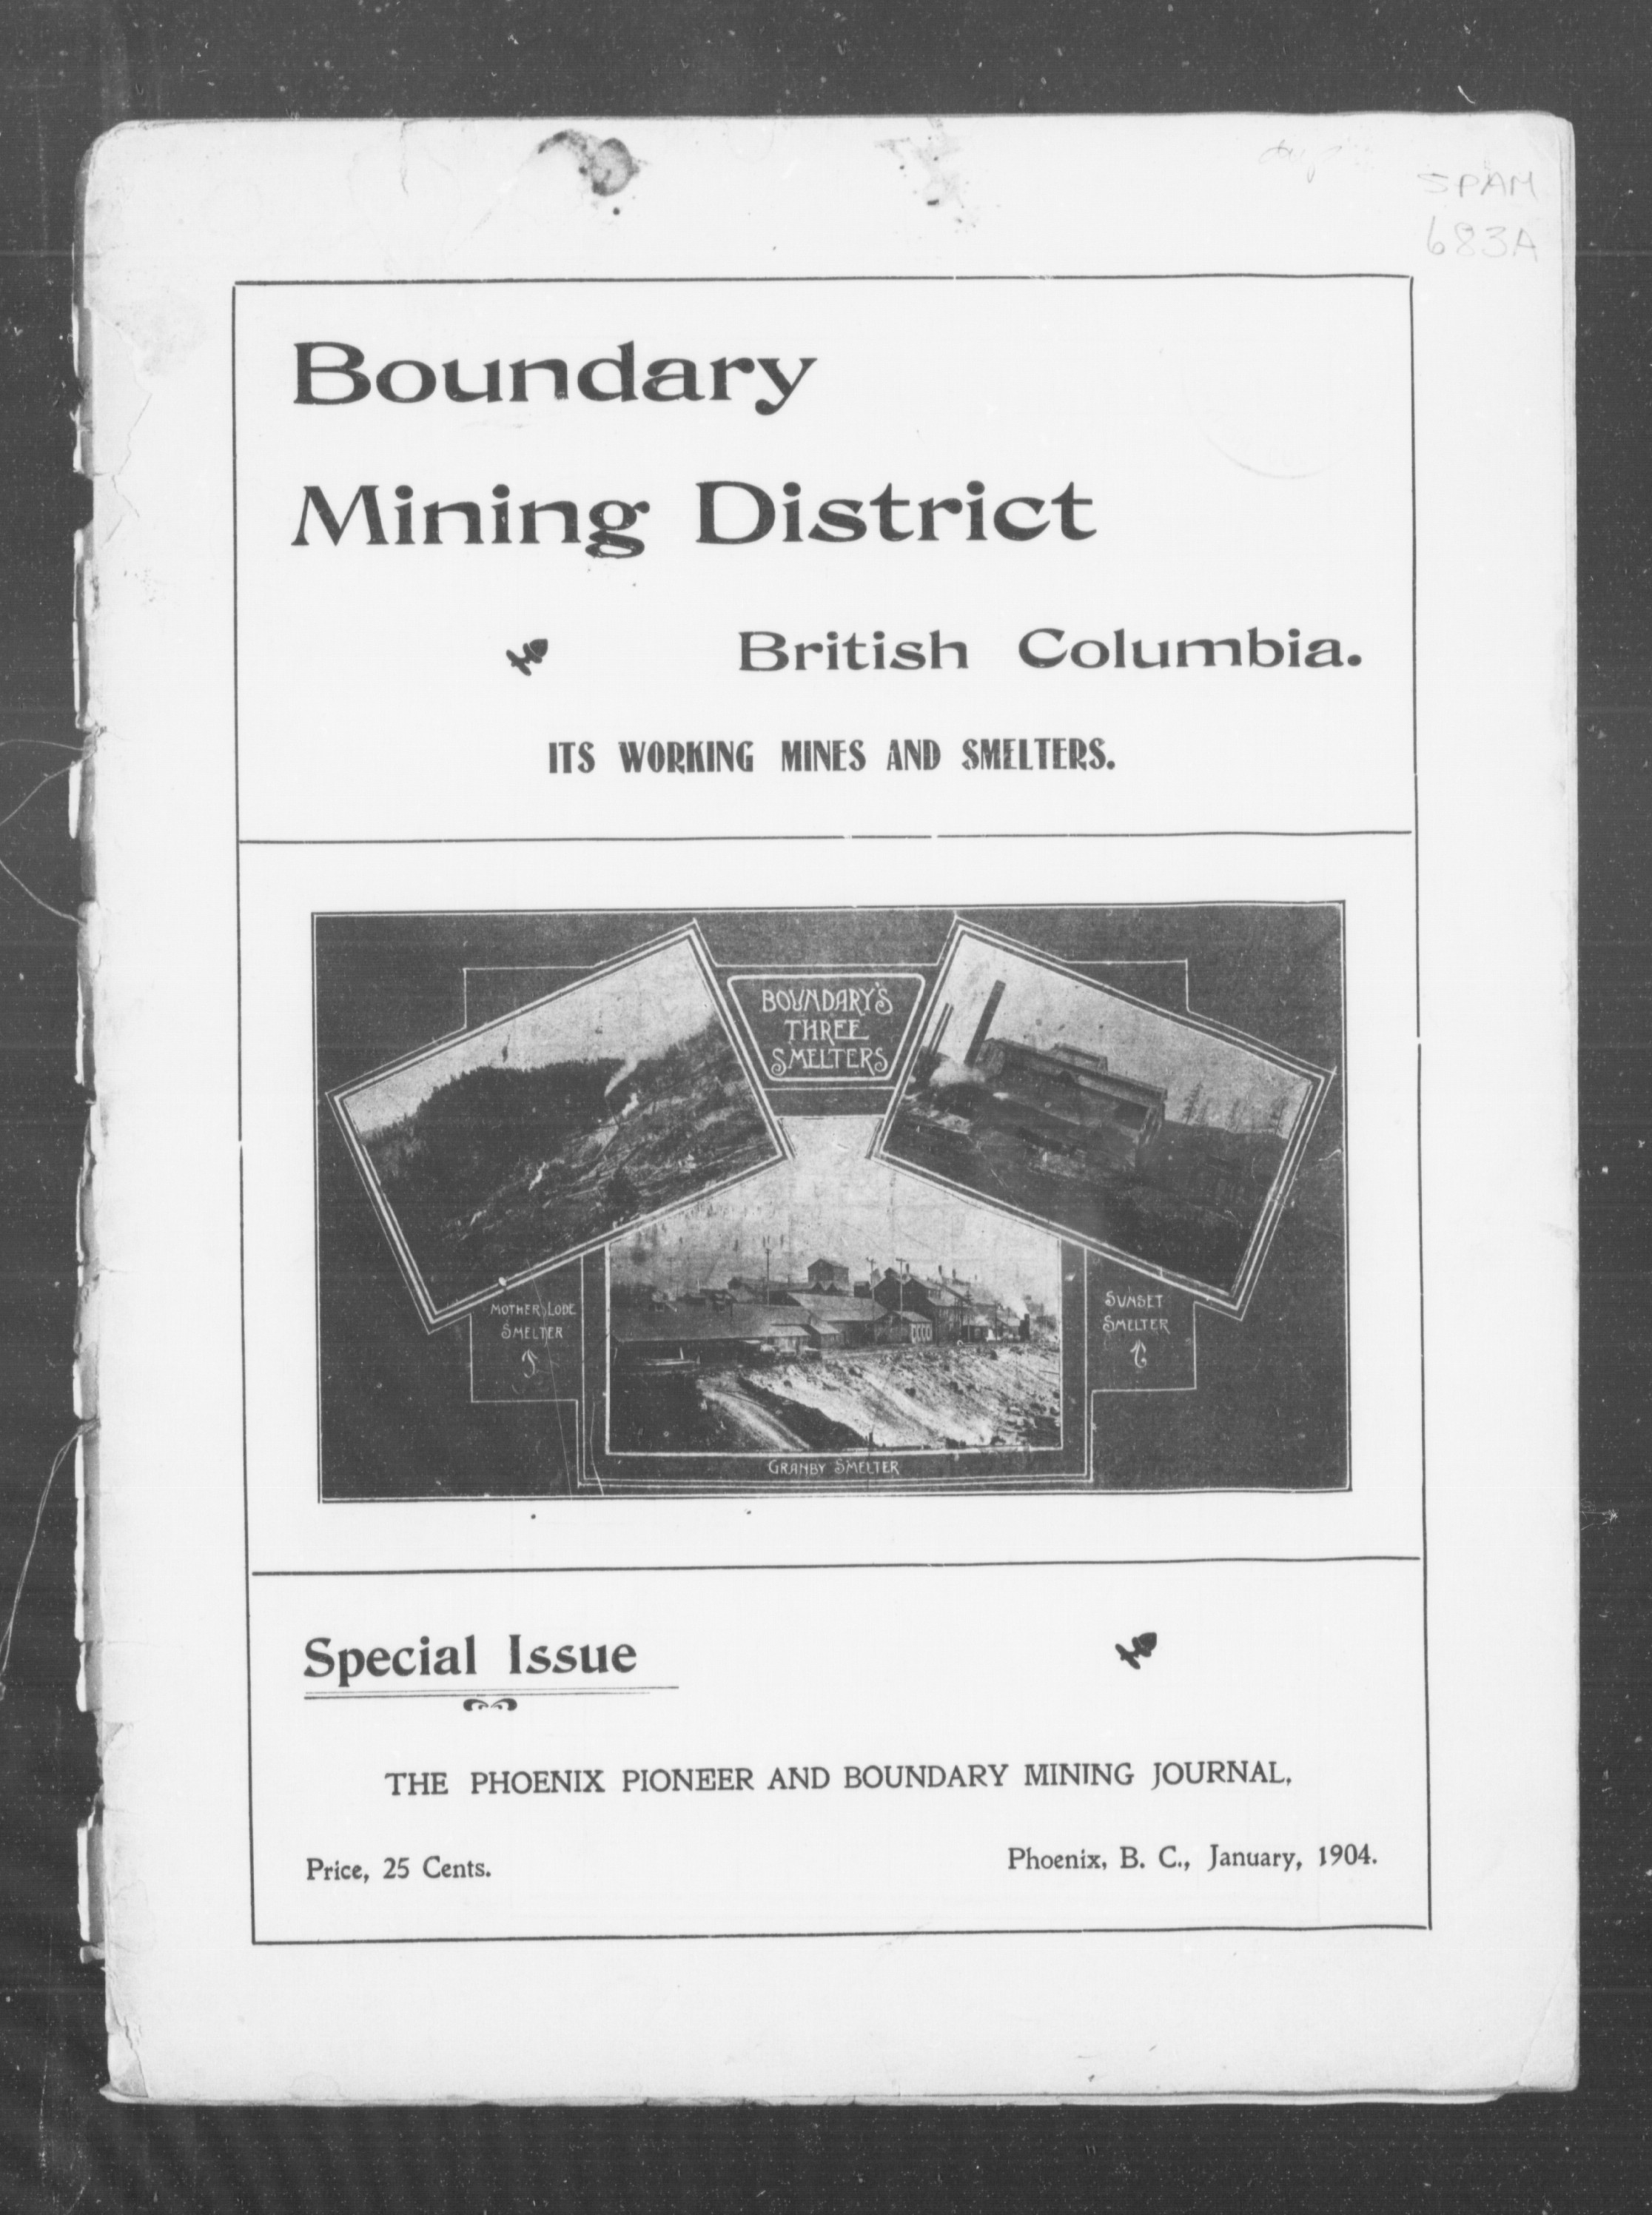 SPAM
683A
Boundary
Mining District
British Columbia.
ITS WORKING MINES AND SMELTERS.
BOUNDARY'S
THREE
SMELTERS
MOTHER LODE
SMELTER
SUNSET
SMELTER
GRANBY SMELTER
Special Issue
THE PHOENIX PIONEER AND BOUNDARY MINING JOURNAL,
Price, 25 Cents.
Phoenix, B. C., January, 1904.